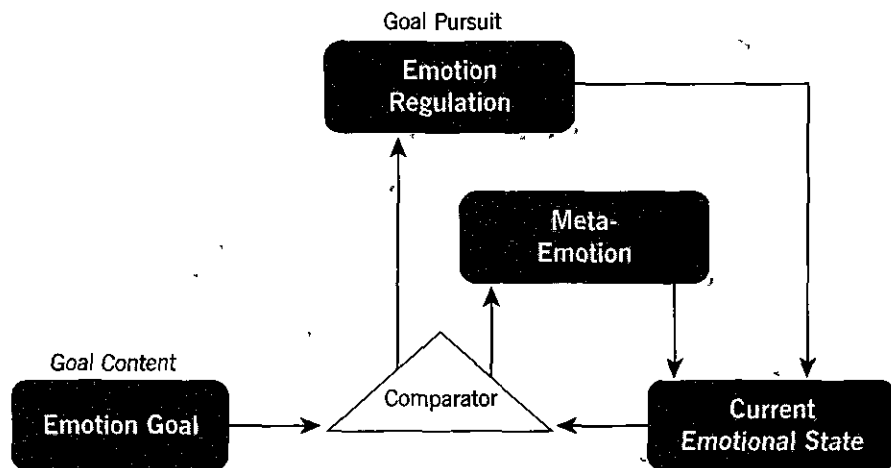 Goal Pursuit
Emotion
Regulation
Meta-
Emotion
Goal Content
Emotion Goal
Comparator
Current
Emotional State